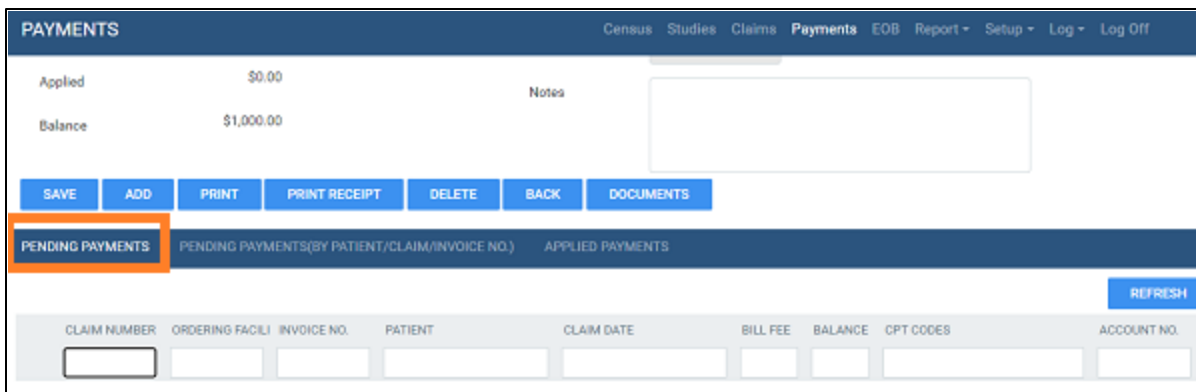 PAYMENTS Census Studies Claims Payments EOB Report Setup Log Log Off
Applied $0.00
Notes
Balance $1,000.00
SAVE ADD PRINT PRINT RECEIPT DELETE BACK DOCUMENTS
PENDING PAYMENTS PENDING PAYMENTS(BY PATIENT/CLAIM/INVOICE NO.) APPLIED PAYMENTS
REFRESH
CLAIM NUMBER ORDERING FACILI INVOICE NO. PATIENT CLAIM DATE BILL FEE BALANCE CPT CODES ACCOUNT NO.